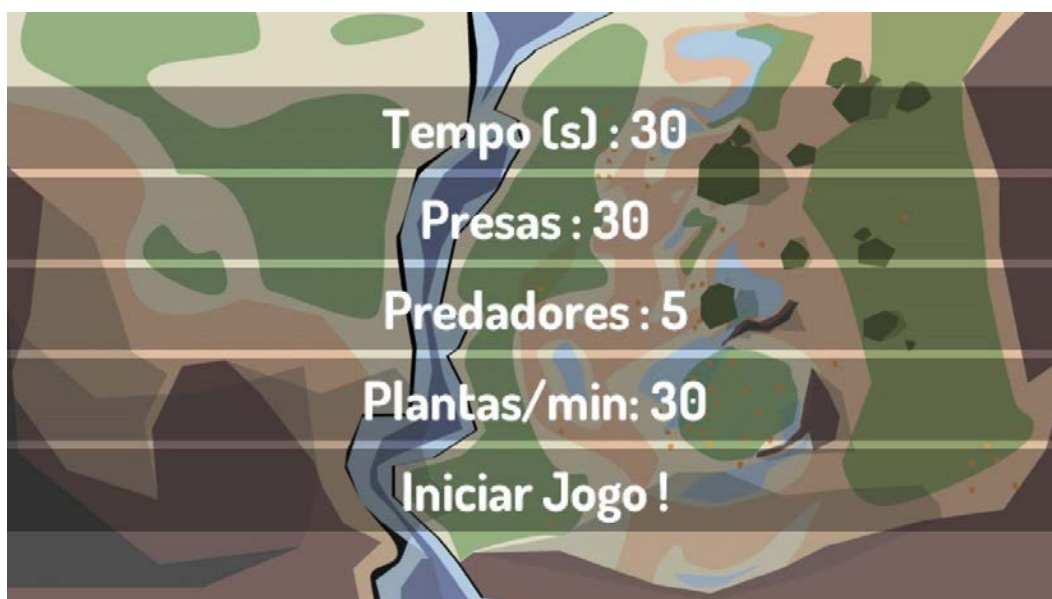 Tempo (s) : 30
Presas : 30
Predadores : 5
Plantas/min: 30
Iniciar Jogo !